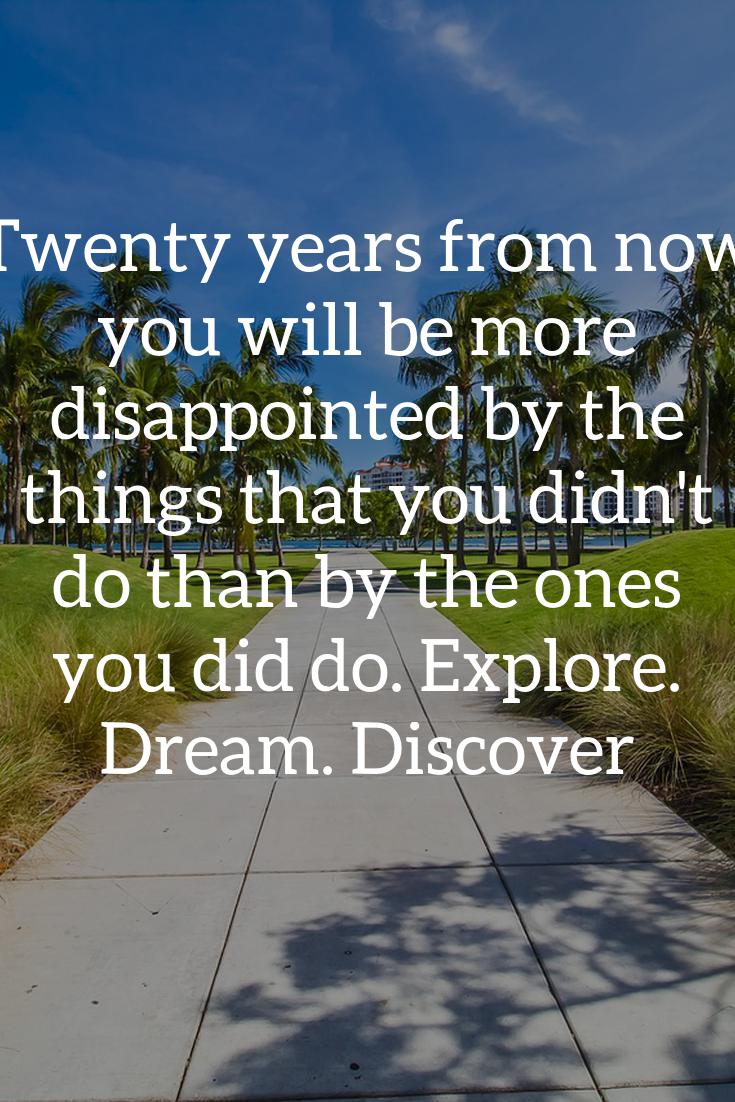 Twenty years from now
you will be more
disappointed by the
things that you didn't
do than by the ones
you did do. Explore.
Dream. Discover